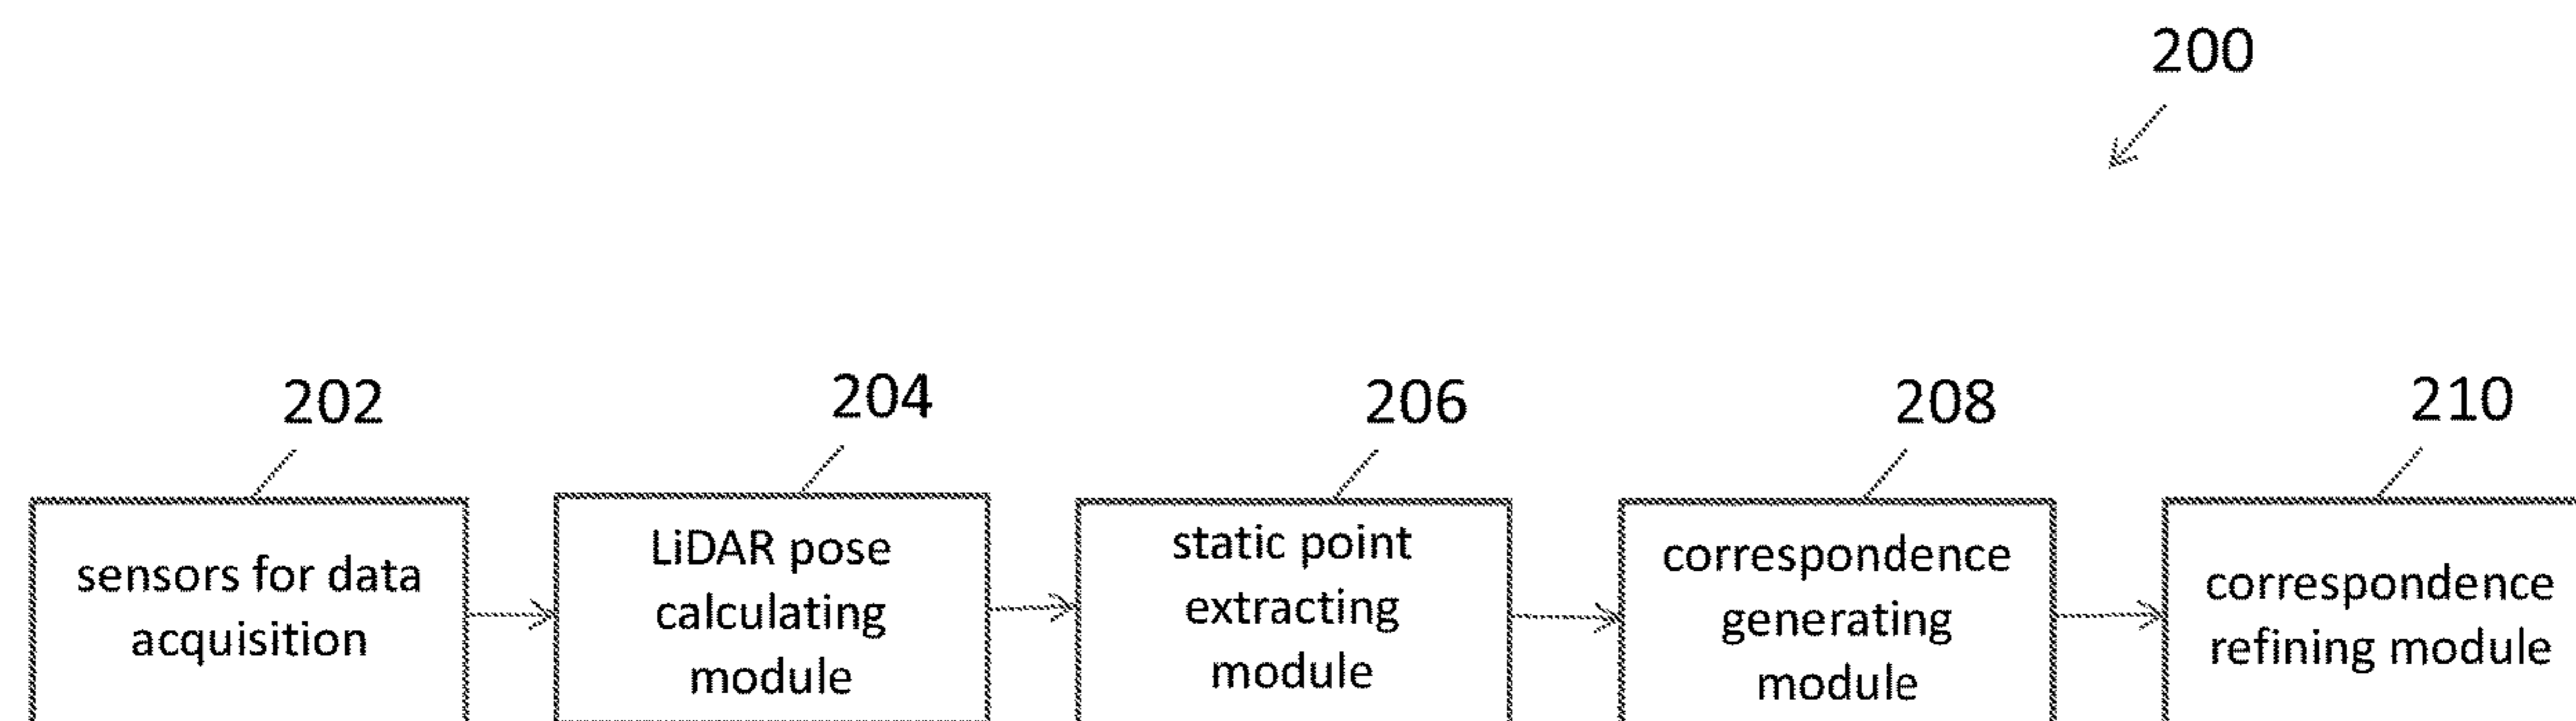 200
202
204
206
208
210
sensors for data
acquisition
LiDAR pose
calculating
module
static point
extracting
module
correspondence
generating
module
correspondence
refining module